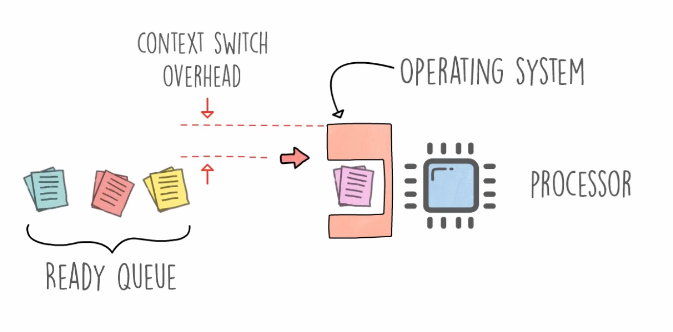 CONTEXT SWITCH
OVERHEAD
OPERATING SYSTEM
PROCESSOR
READY QUEUE